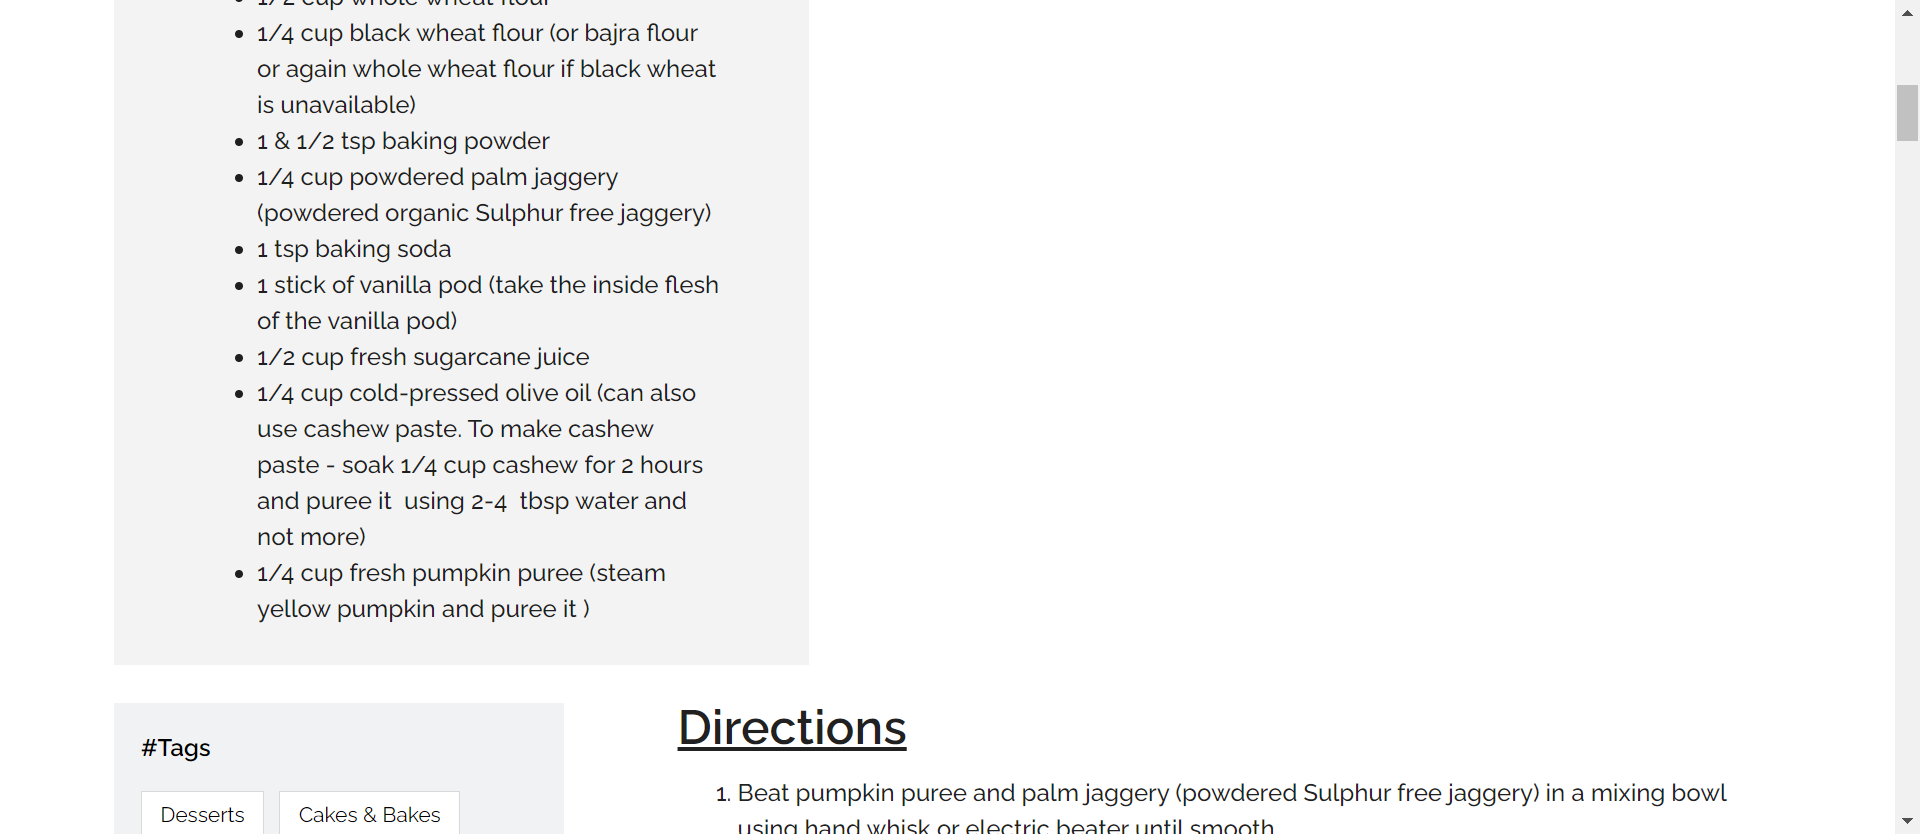 1/2 cup whole wheat flour
1/4 cup black wheat flour (or bajra flour
or again whole wheat flour if black wheat
is unavailable)
1 & 1/2 tsp baking powder
1/4 cup powdered palm jaggery
(powdered organic Sulphur free jaggery)
1 tsp baking soda
1 stick of vanilla pod (take the inside flesh
of the vanilla pod)
1/2 cup fresh sugarcane juice
1/4 cup cold-pressed olive oil (can also
use cashew paste. To make cashew
paste - soak 1/4 cup cashew for 2 hours
and puree it  using 2-4  tbsp water and
not more)
1/4 cup fresh pumpkin puree (steam
yellow pumpkin and puree it )
#Tags
Desserts
Cakes & Bakes
Directions
1. Beat pumpkin puree and palm jaggery (powdered Sulphur free jaggery) in a mixing bowl
using hand whisk or electric beater until smooth